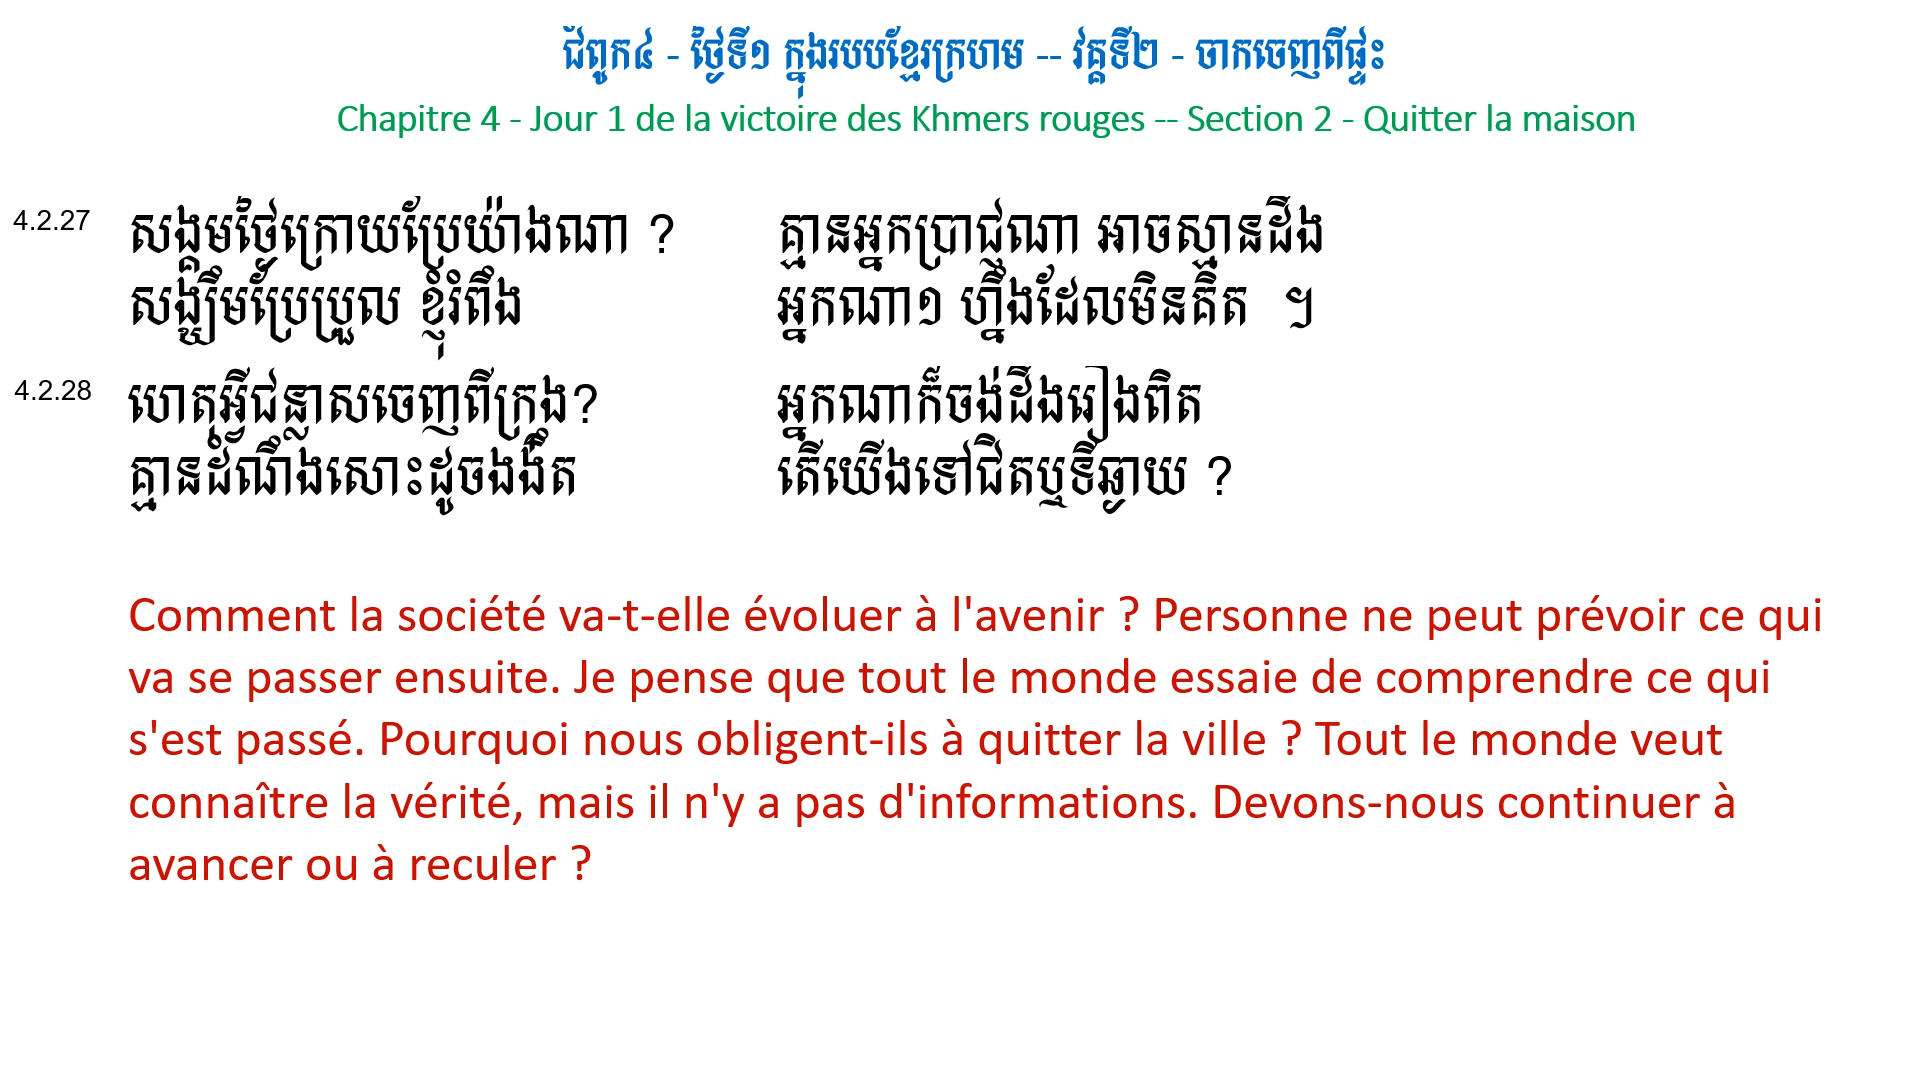 ជំពូក៤ - ថ្ងៃទី១ ក្នុងរបបខ្មែរក្រហម -- វគ្គទី២ - ចាកចេញពីផ្ទះ
Chapitre 4 - Jour 1 de la victoire des Khmers rouges -- Section 2 - Quitter la maison
4.2.27 សង្គមថ្ងៃក្រោយប្រែយ៉ាងណា ? គ្មានអ្នកប្រាជ្ញណា អាចស្មានដឹង
សង្ឃឹមប្រែប្រួល ខ្ញុំរំពឹង អ្នកណា១ ហ្នឹងដែលមិនគិត ។
4.2.28 ហេតុអ្វីជន្លាសចេញពីក្រុង? អ្នកណាក៏ចង់ដឹងរឿងពិត
គ្មានដំណឹងសោះដូចងងឹត តើយើងទៅជិតឬទីឆ្ងាយ ?
Comment la société va-t-elle évoluer à l'avenir ? Personne ne peut prévoir ce qui
va se passer ensuite. Je pense que tout le monde essaie de comprendre ce qui
s'est passé. Pourquoi nous obligent-ils à quitter la ville ? Tout le monde veut
connaître la vérité, mais il n'y a pas d'informations. Devons-nous continuer à
avancer ou à reculer ?